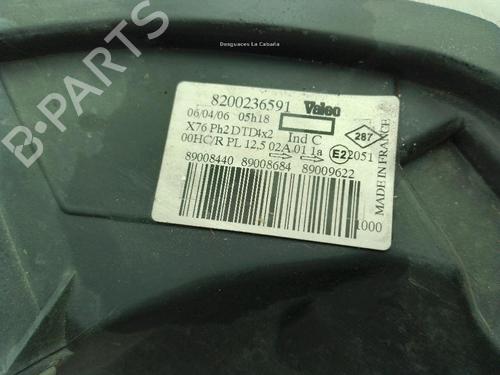 Desguaces La Cabaña
8200236591 Valeo
06/04/06 05h18
X76 Ph2 DTD4x2 Ind C
00HC/R PL 12,5 02A 01 1a E2 2051
89008440 89008684 89009622
287
MADE IN FRANCE
1000
B-PARTS